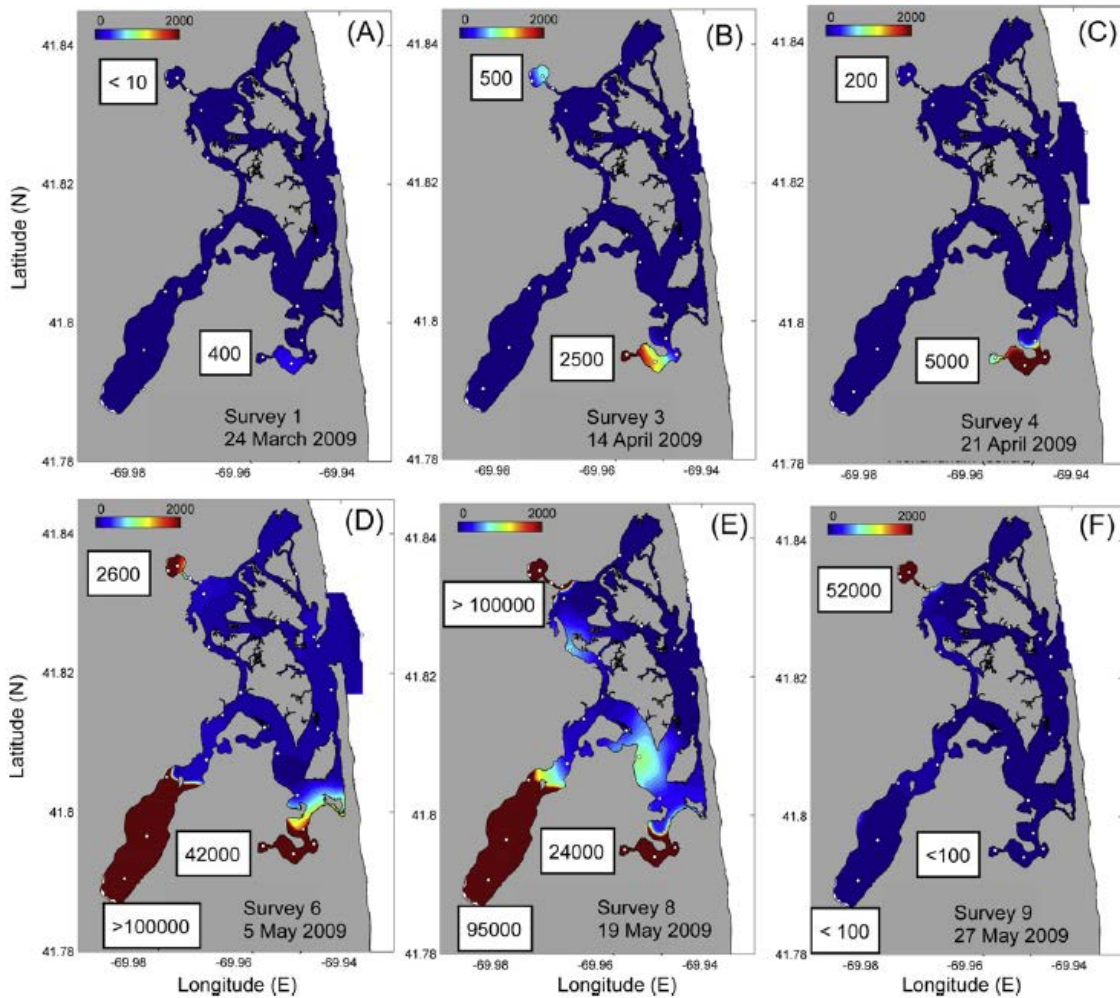 0 2000 (A)
41.84
< 10
41.82
Latitude (N)
41.8
400
Survey 1
24 March 2009
41.78
-69.98 -69.96 -69.94
0 2000 (B)
41.84
500
41.82
41.8
2500
Survey 3
14 April 2009
41.78
-69.98 -69.96 -69.94
0 2000 (C)
41.84
200
41.82
41.8
5000
Survey 4
21 April 2009
41.78
-69.98 -69.96 -69.94
0 2000 (D)
41.84
2600
41.82
Latitude (N)
41.8
42000
>100000
Survey 6
5 May 2009
41.78
-69.98 -69.96 -69.94
Longitude (E)
0 2000 (E)
41.84
> 100000
41.82
41.8
24000
95000
Survey 8
19 May 2009
41.78
-69.98 -69.96 -69.94
Longitude (E)
0 2000 (F)
41.84
52000
41.82
41.8
<100
< 100
Survey 9
27 May 2009
41.78
-69.98 -69.96 -69.94
Longitude (E)